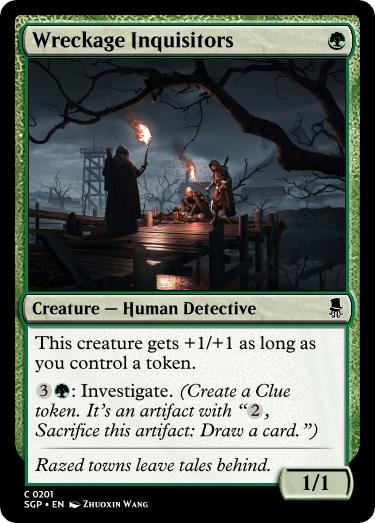 Wreckage Inquisitors
Creature — Human Detective
This creature gets +1/+1 as long as
you control a token.
3: Investigate. (Create a Clue
token. It's an artifact with “2,
Sacrifice this artifact: Draw a card.”)
Razed towns leave tales behind.
1/1
C 0201
SGP • EN Zhuoxin Wang